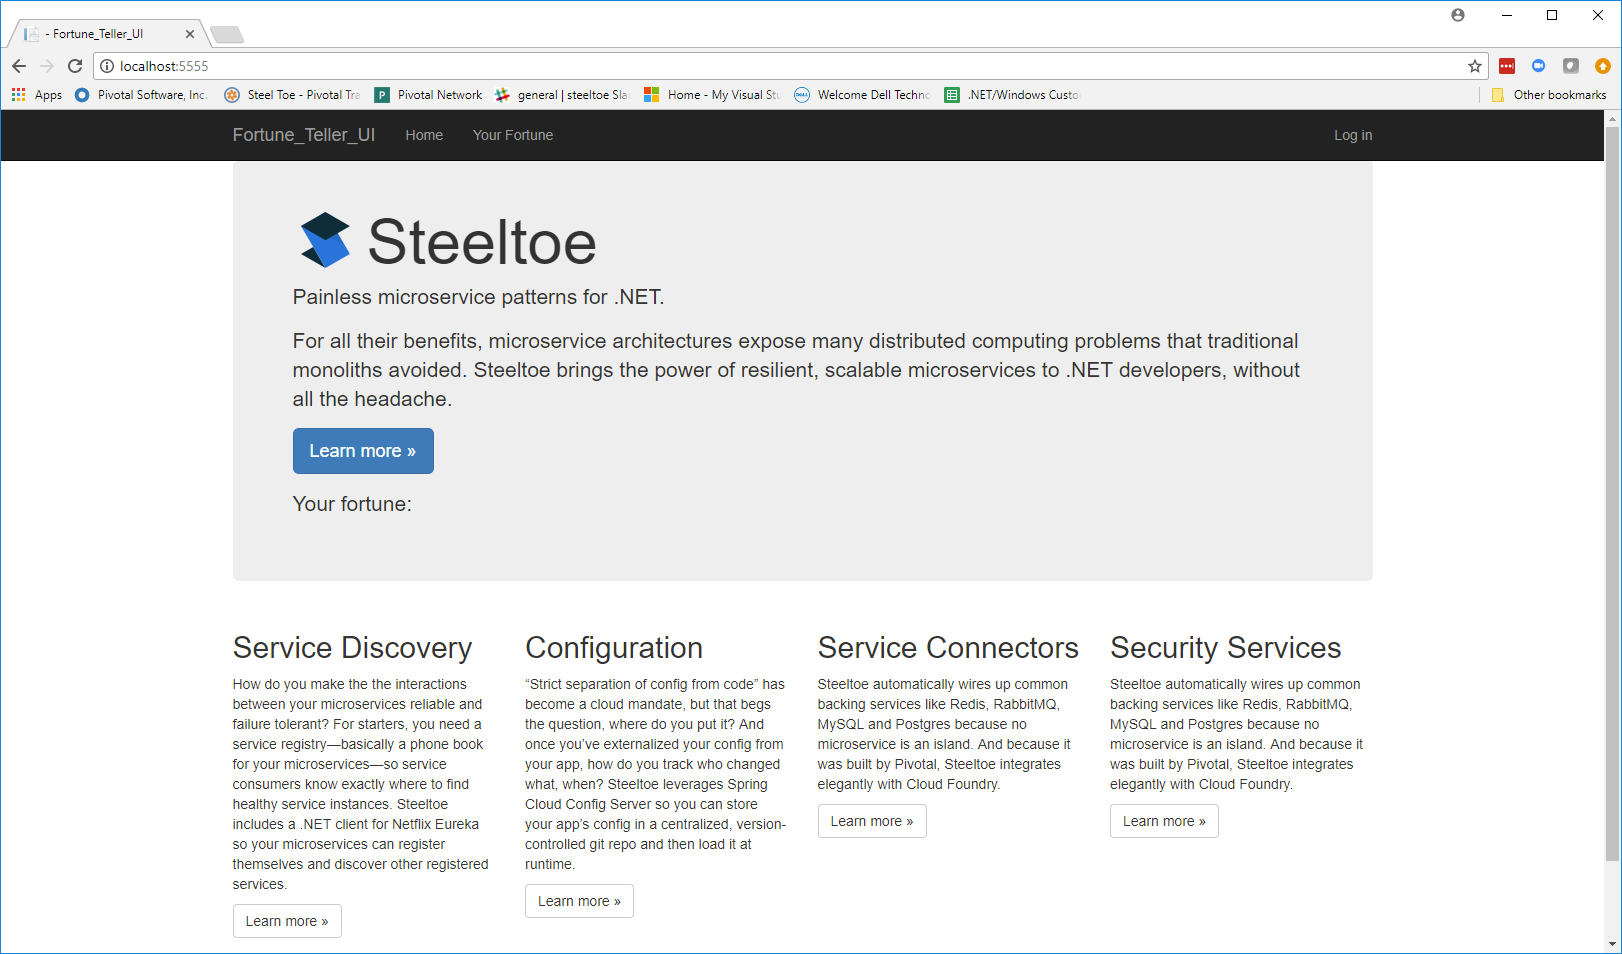 - Fortune_Teller_UI
localhost:5555
Apps Pivotal Software, Inc. Steel Toe - Pivotal Tra Pivotal Network general | steeltoe Sla Home - My Visual Stu Welcome Dell Techno .NET/Windows Custo Other bookmarks
Fortune_Teller_UI Home Your Fortune Log in
Steeltoe
Painless microservice patterns for .NET.
For all their benefits, microservice architectures expose many distributed computing problems that traditional
monoliths avoided. Steeltoe brings the power of resilient, scalable microservices to .NET developers, without
all the headache.
Learn more »
Your fortune:
Service Discovery
How do you make the the interactions
between your microservices reliable and
failure tolerant? For starters, you need a
service registry—basically a phone book
for your microservices—so service
consumers know exactly where to find
healthy service instances. Steeltoe
includes a .NET client for Netflix Eureka
so your microservices can register
themselves and discover other registered
services.
Learn more »
Configuration
“Strict separation of config from code” has
become a cloud mandate, but that begs
the question, where do you put it? And
once you’ve externalized your config from
your app, how do you track who changed
what, when? Steeltoe leverages Spring
Cloud Config Server so you can store
your app’s config in a centralized, version-
controlled git repo and then load it at
runtime.
Learn more »
Service Connectors
Steeltoe automatically wires up common
backing services like Redis, RabbitMQ,
MySQL and Postgres because no
microservice is an island. And because it
was built by Pivotal, Steeltoe integrates
elegantly with Cloud Foundry.
Learn more »
Security Services
Steeltoe automatically wires up common
backing services like Redis, RabbitMQ,
MySQL and Postgres because no
microservice is an island. And because it
was built by Pivotal, Steeltoe integrates
elegantly with Cloud Foundry.
Learn more »